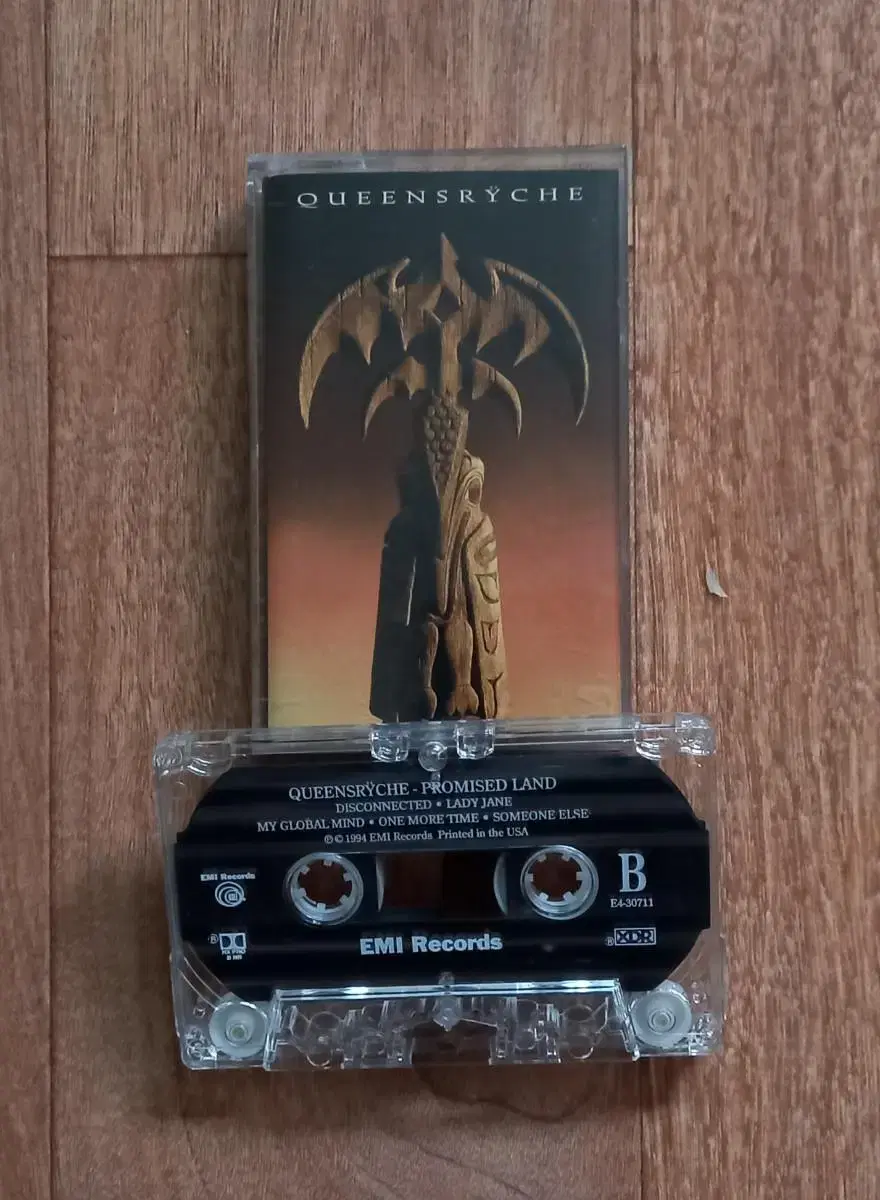 QUEENSRŸCHE
QUEENSRŸCHE - PROMISED LAND
DISCONNECTED • LADY JANE
MY GLOBAL MIND • ONE MORE TIME • SOMEONE ELSE
℗ © 1994 EMI Records Printed in the USA
EMI Records
B
E4-30711
EMI Records
® XDR